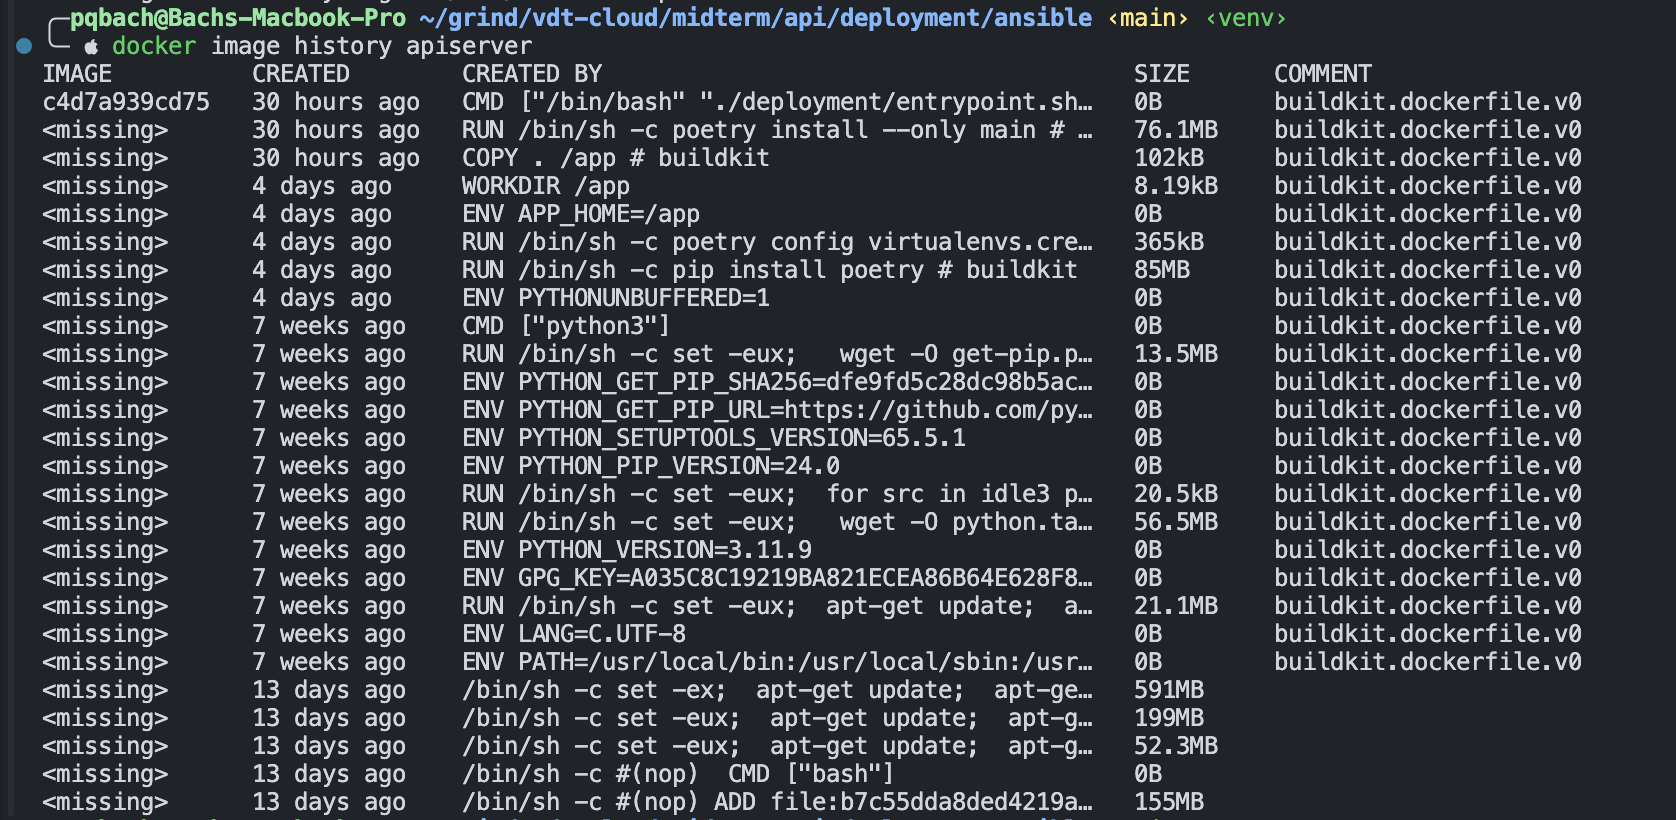 pqbach@Bachs-Macbook-Pro ~/grind/vdt-cloud/midterm/api/deployment/ansible ‹main› ‹venv›
docker image history apiserver
IMAGE CREATED CREATED BY SIZE COMMENT
c4d7a939cd75 30 hours ago CMD ["/bin/bash" "./deployment/entrypoint.sh… 0B buildkit.dockerfile.v0
<missing> 30 hours ago RUN /bin/sh -c poetry install --only main # … 76.1MB buildkit.dockerfile.v0
<missing> 30 hours ago COPY . /app # buildkit 102kB buildkit.dockerfile.v0
<missing> 4 days ago WORKDIR /app 8.19kB buildkit.dockerfile.v0
<missing> 4 days ago ENV APP_HOME=/app 0B buildkit.dockerfile.v0
<missing> 4 days ago RUN /bin/sh -c poetry config virtualenvs.cre… 365kB buildkit.dockerfile.v0
<missing> 4 days ago RUN /bin/sh -c pip install poetry # buildkit 85MB buildkit.dockerfile.v0
<missing> 4 days ago ENV PYTHONUNBUFFERED=1 0B buildkit.dockerfile.v0
<missing> 7 weeks ago CMD ["python3"] 0B buildkit.dockerfile.v0
<missing> 7 weeks ago RUN /bin/sh -c set -eux; wget -O get-pip.p… 13.5MB buildkit.dockerfile.v0
<missing> 7 weeks ago ENV PYTHON_GET_PIP_SHA256=dfe9fd5c28dc98b5ac… 0B buildkit.dockerfile.v0
<missing> 7 weeks ago ENV PYTHON_GET_PIP_URL=https://github.com/py… 0B buildkit.dockerfile.v0
<missing> 7 weeks ago ENV PYTHON_SETUPTOOLS_VERSION=65.5.1 0B buildkit.dockerfile.v0
<missing> 7 weeks ago ENV PYTHON_PIP_VERSION=24.0 0B buildkit.dockerfile.v0
<missing> 7 weeks ago RUN /bin/sh -c set -eux; for src in idle3 p… 20.5kB buildkit.dockerfile.v0
<missing> 7 weeks ago RUN /bin/sh -c set -eux; wget -O python.ta… 56.5MB buildkit.dockerfile.v0
<missing> 7 weeks ago ENV PYTHON_VERSION=3.11.9 0B buildkit.dockerfile.v0
<missing> 7 weeks ago ENV GPG_KEY=A035C8C19219BA821ECEA86B64E628F8… 0B buildkit.dockerfile.v0
<missing> 7 weeks ago RUN /bin/sh -c set -eux; apt-get update; a… 21.1MB buildkit.dockerfile.v0
<missing> 7 weeks ago ENV LANG=C.UTF-8 0B buildkit.dockerfile.v0
<missing> 7 weeks ago ENV PATH=/usr/local/bin:/usr/local/sbin:/usr… 0B buildkit.dockerfile.v0
<missing> 13 days ago /bin/sh -c set -ex; apt-get update; apt-ge… 591MB
<missing> 13 days ago /bin/sh -c set -eux; apt-get update; apt-g… 199MB
<missing> 13 days ago /bin/sh -c set -eux; apt-get update; apt-g… 52.3MB
<missing> 13 days ago /bin/sh -c #(nop) CMD ["bash"] 0B
<missing> 13 days ago /bin/sh -c #(nop) ADD file:b7c55dda8ded4219a… 155MB